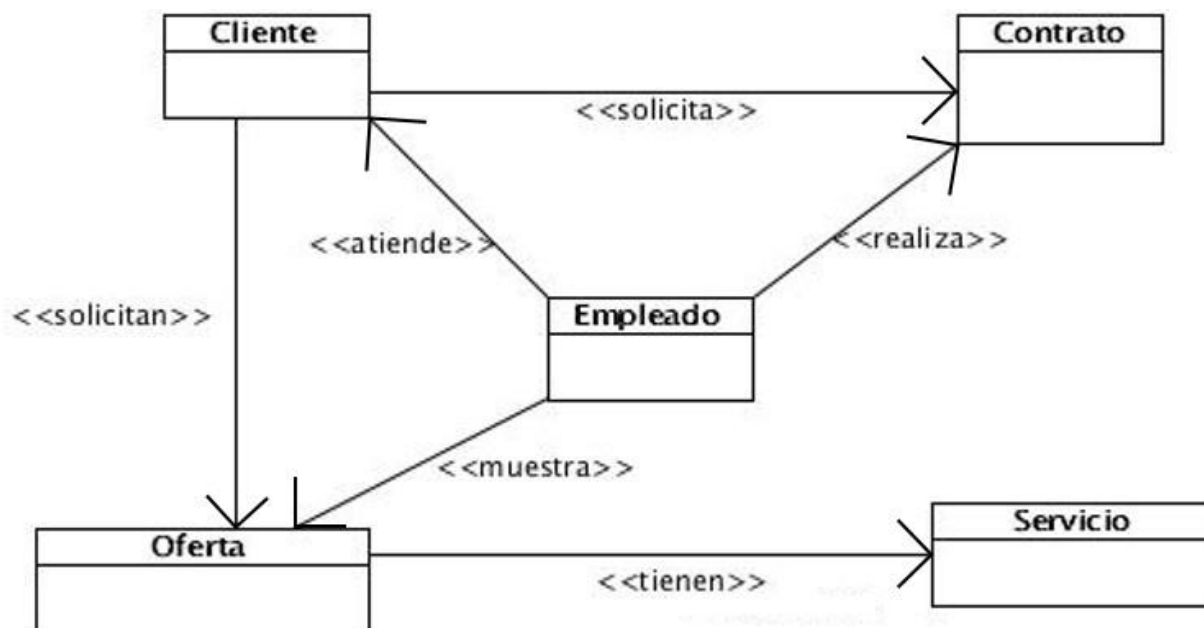 Cliente
Contrato
<<solicita>>
<<atiende>>
<<realiza>>
<<solicitan>>
Empleado
<<muestra>>
Oferta
Servicio
<<tienen>>